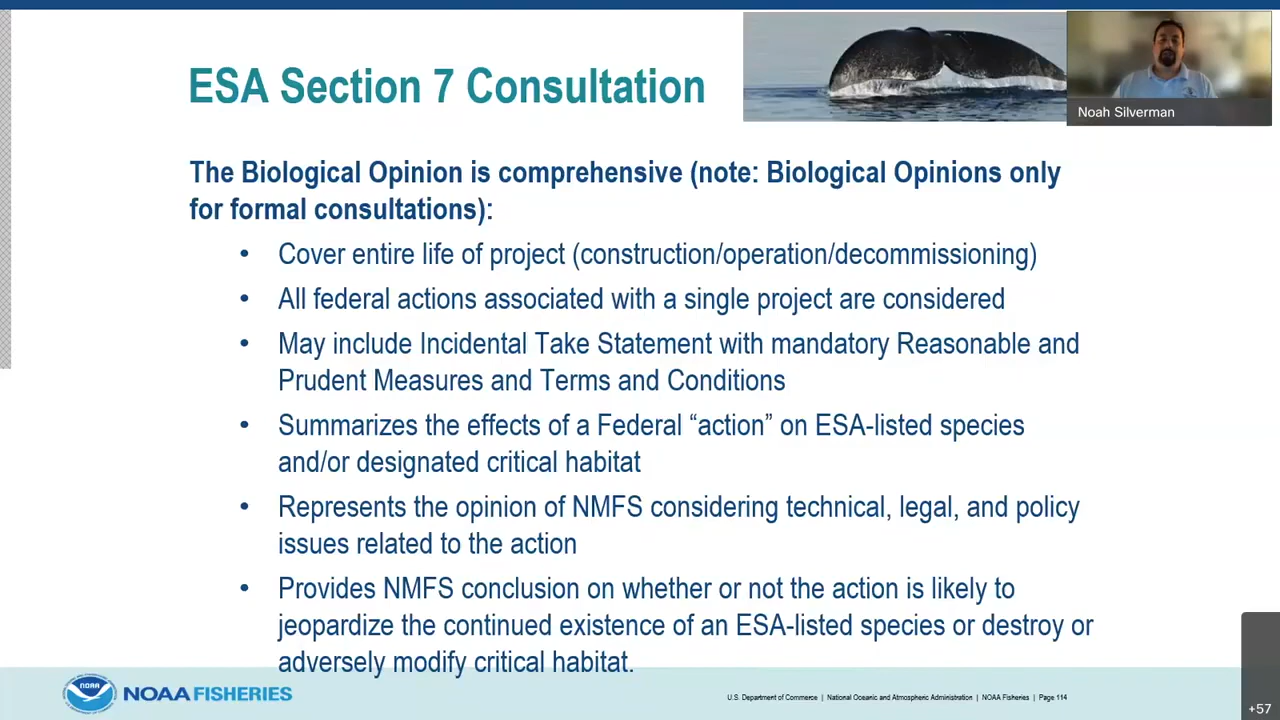 ESA Section 7 Consultation
Noah Silverman
The Biological Opinion is comprehensive (note: Biological Opinions only
for formal consultations):
• Cover entire life of project (construction/operation/decommissioning)
• All federal actions associated with a single project are considered
• May include Incidental Take Statement with mandatory Reasonable and
Prudent Measures and Terms and Conditions
• Summarizes the effects of a Federal “action” on ESA-listed species
and/or designated critical habitat
• Represents the opinion of NMFS considering technical, legal, and policy
issues related to the action
• Provides NMFS conclusion on whether or not the action is likely to
jeopardize the continued existence of an ESA-listed species or destroy or
adversely modify critical habitat.
NOAA
NOAA FISHERIES
U.S. Department of Commerce | National Oceanic and Atmospheric Administration | NOAA Fisheries | Page 114
+57